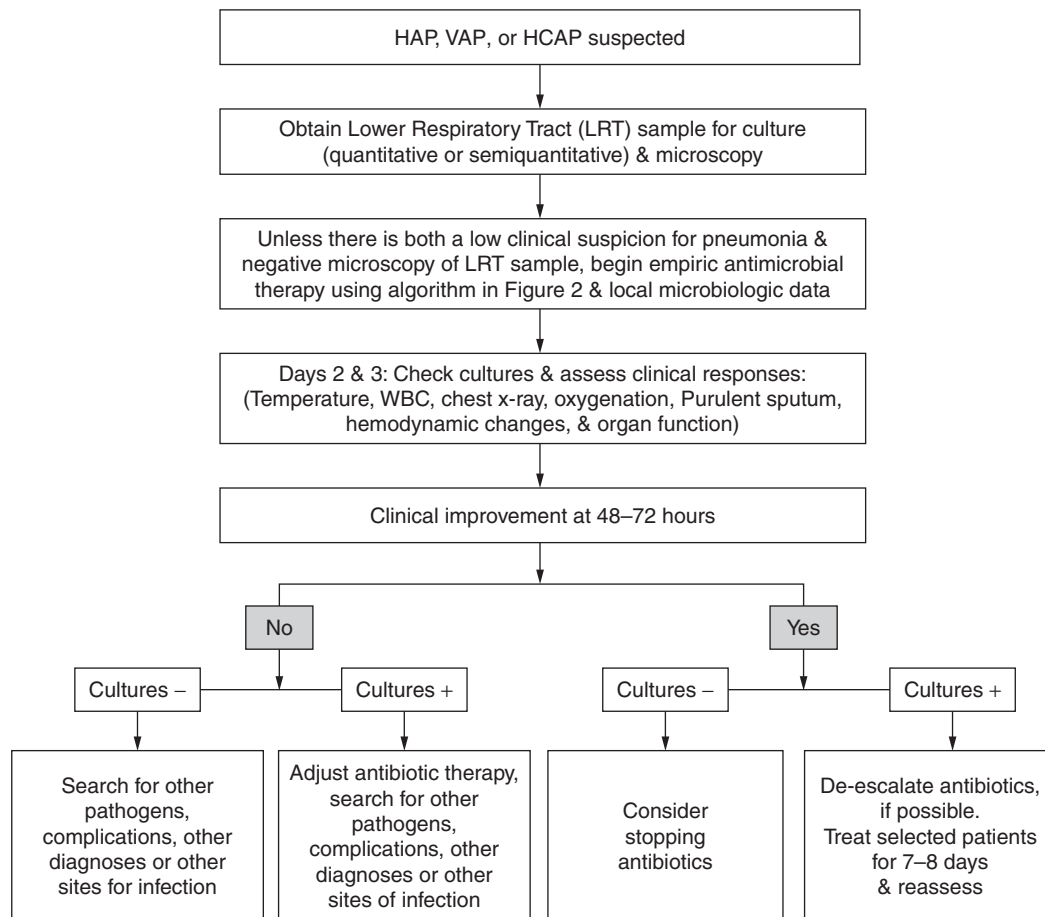 HAP, VAP, or HCAP suspected
Obtain Lower Respiratory Tract (LRT) sample for culture
(quantitative or semiquantitative) & microscopy
Unless there is both a low clinical suspicion for pneumonia &
negative microscopy of LRT sample, begin empiric antimicrobial
therapy using algorithm in Figure 2 & local microbiologic data
Days 2 & 3: Check cultures & assess clinical responses:
(Temperature, WBC, chest x-ray, oxygenation, Purulent sputum,
hemodynamic changes, & organ function)
Clinical improvement at 48–72 hours
No
Yes
Cultures –
Cultures +
Cultures –
Cultures +
Search for other
pathogens,
complications, other
diagnoses or other
sites for infection
Adjust antibiotic therapy,
search for other
pathogens,
complications, other
diagnoses or other
sites of infection
Consider
stopping
antibiotics
De-escalate antibiotics,
if possible.
Treat selected patients
for 7–8 days
& reassess